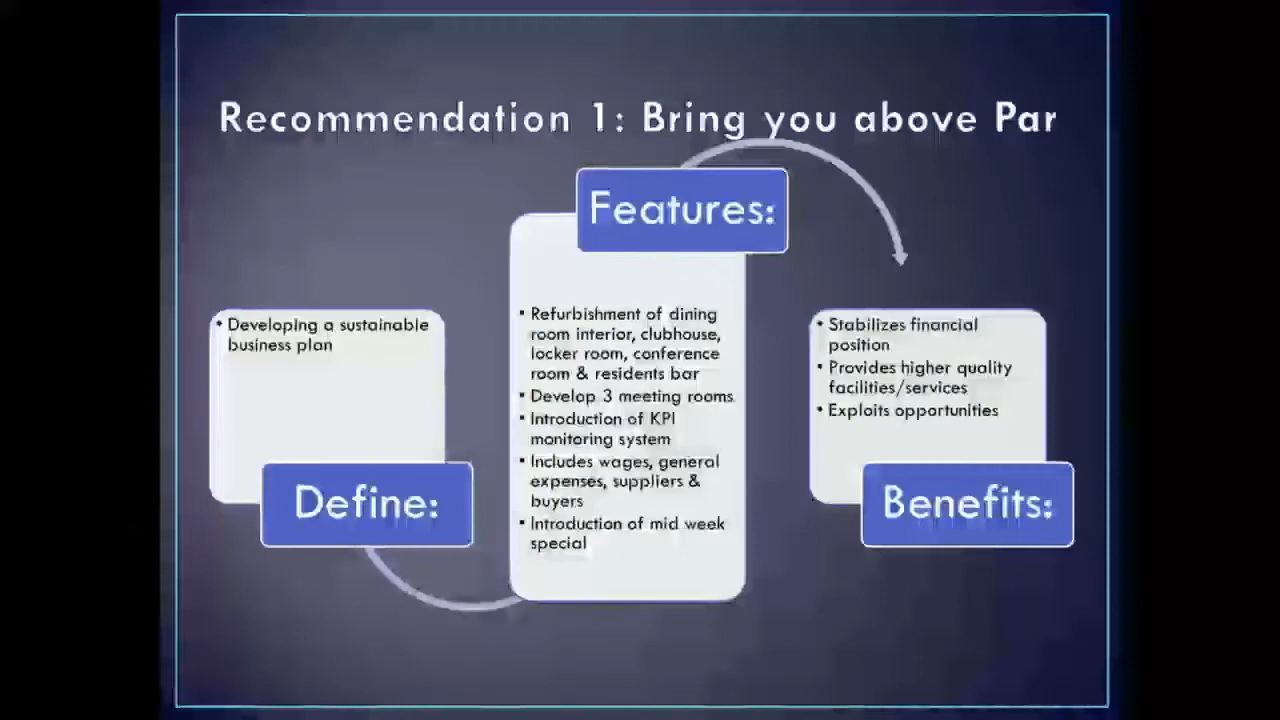 Recommendation 1: Bring you above Par
Define:
• Developing a sustainable
business plan
Features:
• Refurbishment of dining
room interior, clubhouse,
locker room, conference
room & residents bar
• Develop 3 meeting rooms
• Introduction of KPI
monitoring system
• Includes wages, general
expenses, suppliers &
buyers
• Introduction of mid week
special
Benefits:
• Stabilizes financial
position
• Provides higher quality
facilities/services
• Exploits opportunities